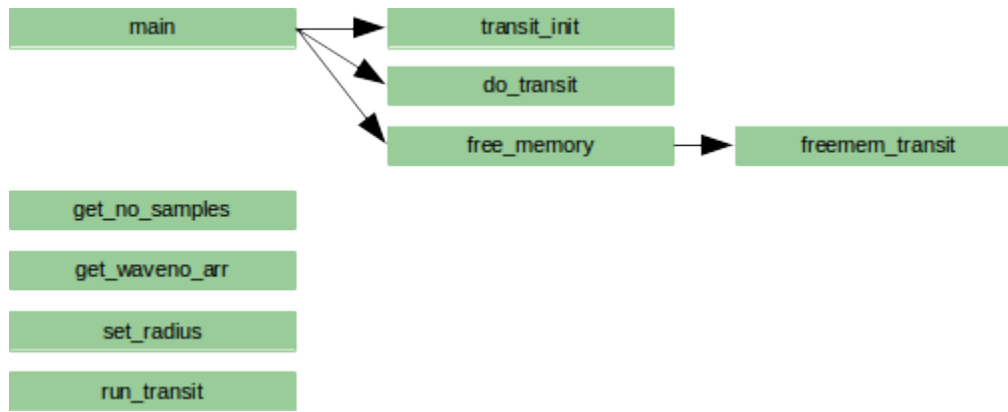 main
transit_init
do_transit
free_memory
freemem_transit
get_no_samples
get_waveno_arr
set_radius
run_transit